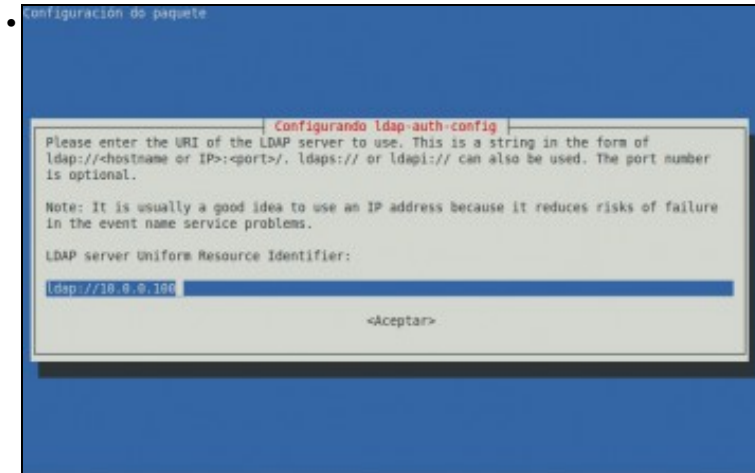 Configuración do paquete
Configurando ldap-auth-config
Please enter the URI of the LDAP server to use. This is a string in the form of
ldap://<hostname or IP>:<port>/. ldaps:// or ldapi:// can also be used. The port number
is optional.
Note: It is usually a good idea to use an IP address because it reduces risks of failure
in the event name service problems.
LDAP server Uniform Resource Identifier:
ldap://10.0.0.100
<Aceptar>